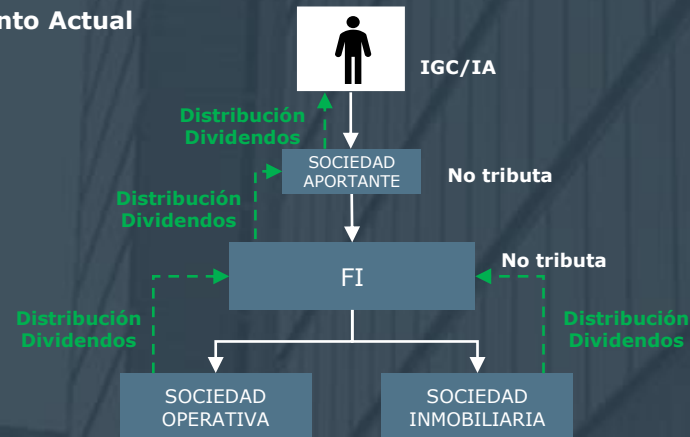 nto Actual
IGC/IA
Distribución
Dividendos
SOCIEDAD
APORTANTE
No tributa
Distribución
Dividendos
No tributa
FI
Distribución
Dividendos
Distribución
Dividendos
SOCIEDAD
OPERATIVA
SOCIEDAD
INMOBILIARIA